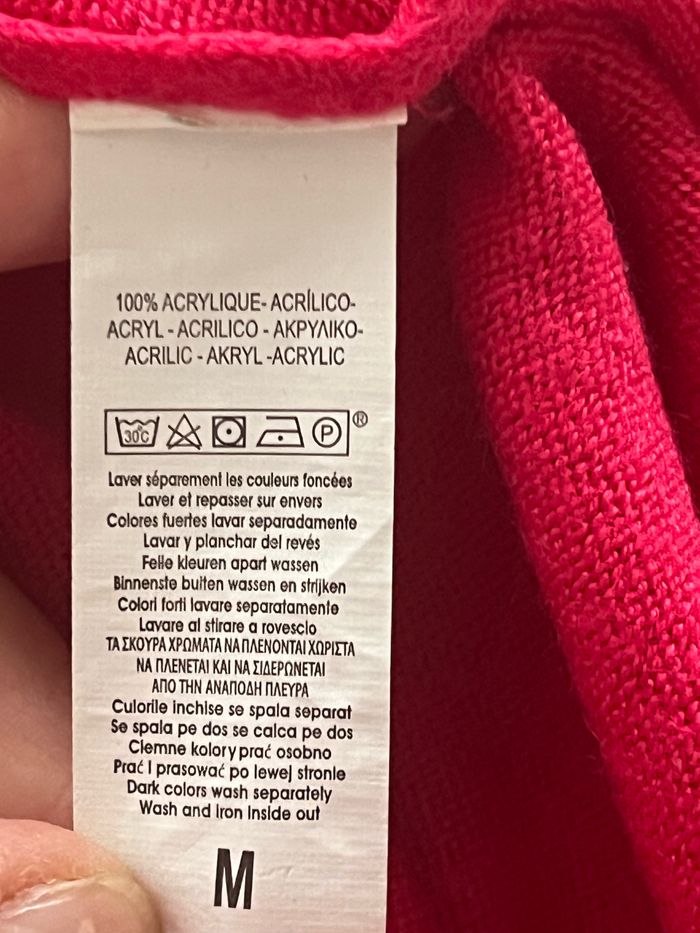 100% ACRYLIQUE- ACRÍLICO-
ACRYL - ACRILICO - ΑΚΡΥΛΙΚΟ-
ACRILIC - AKRYL -ACRYLIC
30°C P ®
Laver séparement les couleurs foncées
Laver et repasser sur envers
Colores fuertes lavar separadamente
Lavar y planchar del revés
Felle kleuren apart wassen
Binnenste buiten wassen en strijken
Colori forti lavare separatamente
Lavare al stirare a rovescio
ΤΑ ΣΚΟΥΡΑ ΧΡΩΜΑΤΑ ΝΑ ΠΛΕΝΟΝΤΑΙ ΧΩΡΙΣΤΑ
ΝΑ ΠΛΕΝΕΤΑΙ ΚΑΙ ΝΑ ΣΙΔΕΡΩΝΕΤΑΙ
ΑΠΟ ΤΗΝ ΑΝΑΠΟΔΗ ΠΛΕΥΡΑ
Culorile inchise se spala separat
Se spala pe dos se calca pe dos
Ciemne kolory prać osobno
Prać i prasować po lewej stronie
Dark colors wash separately
Wash and iron inside out
M